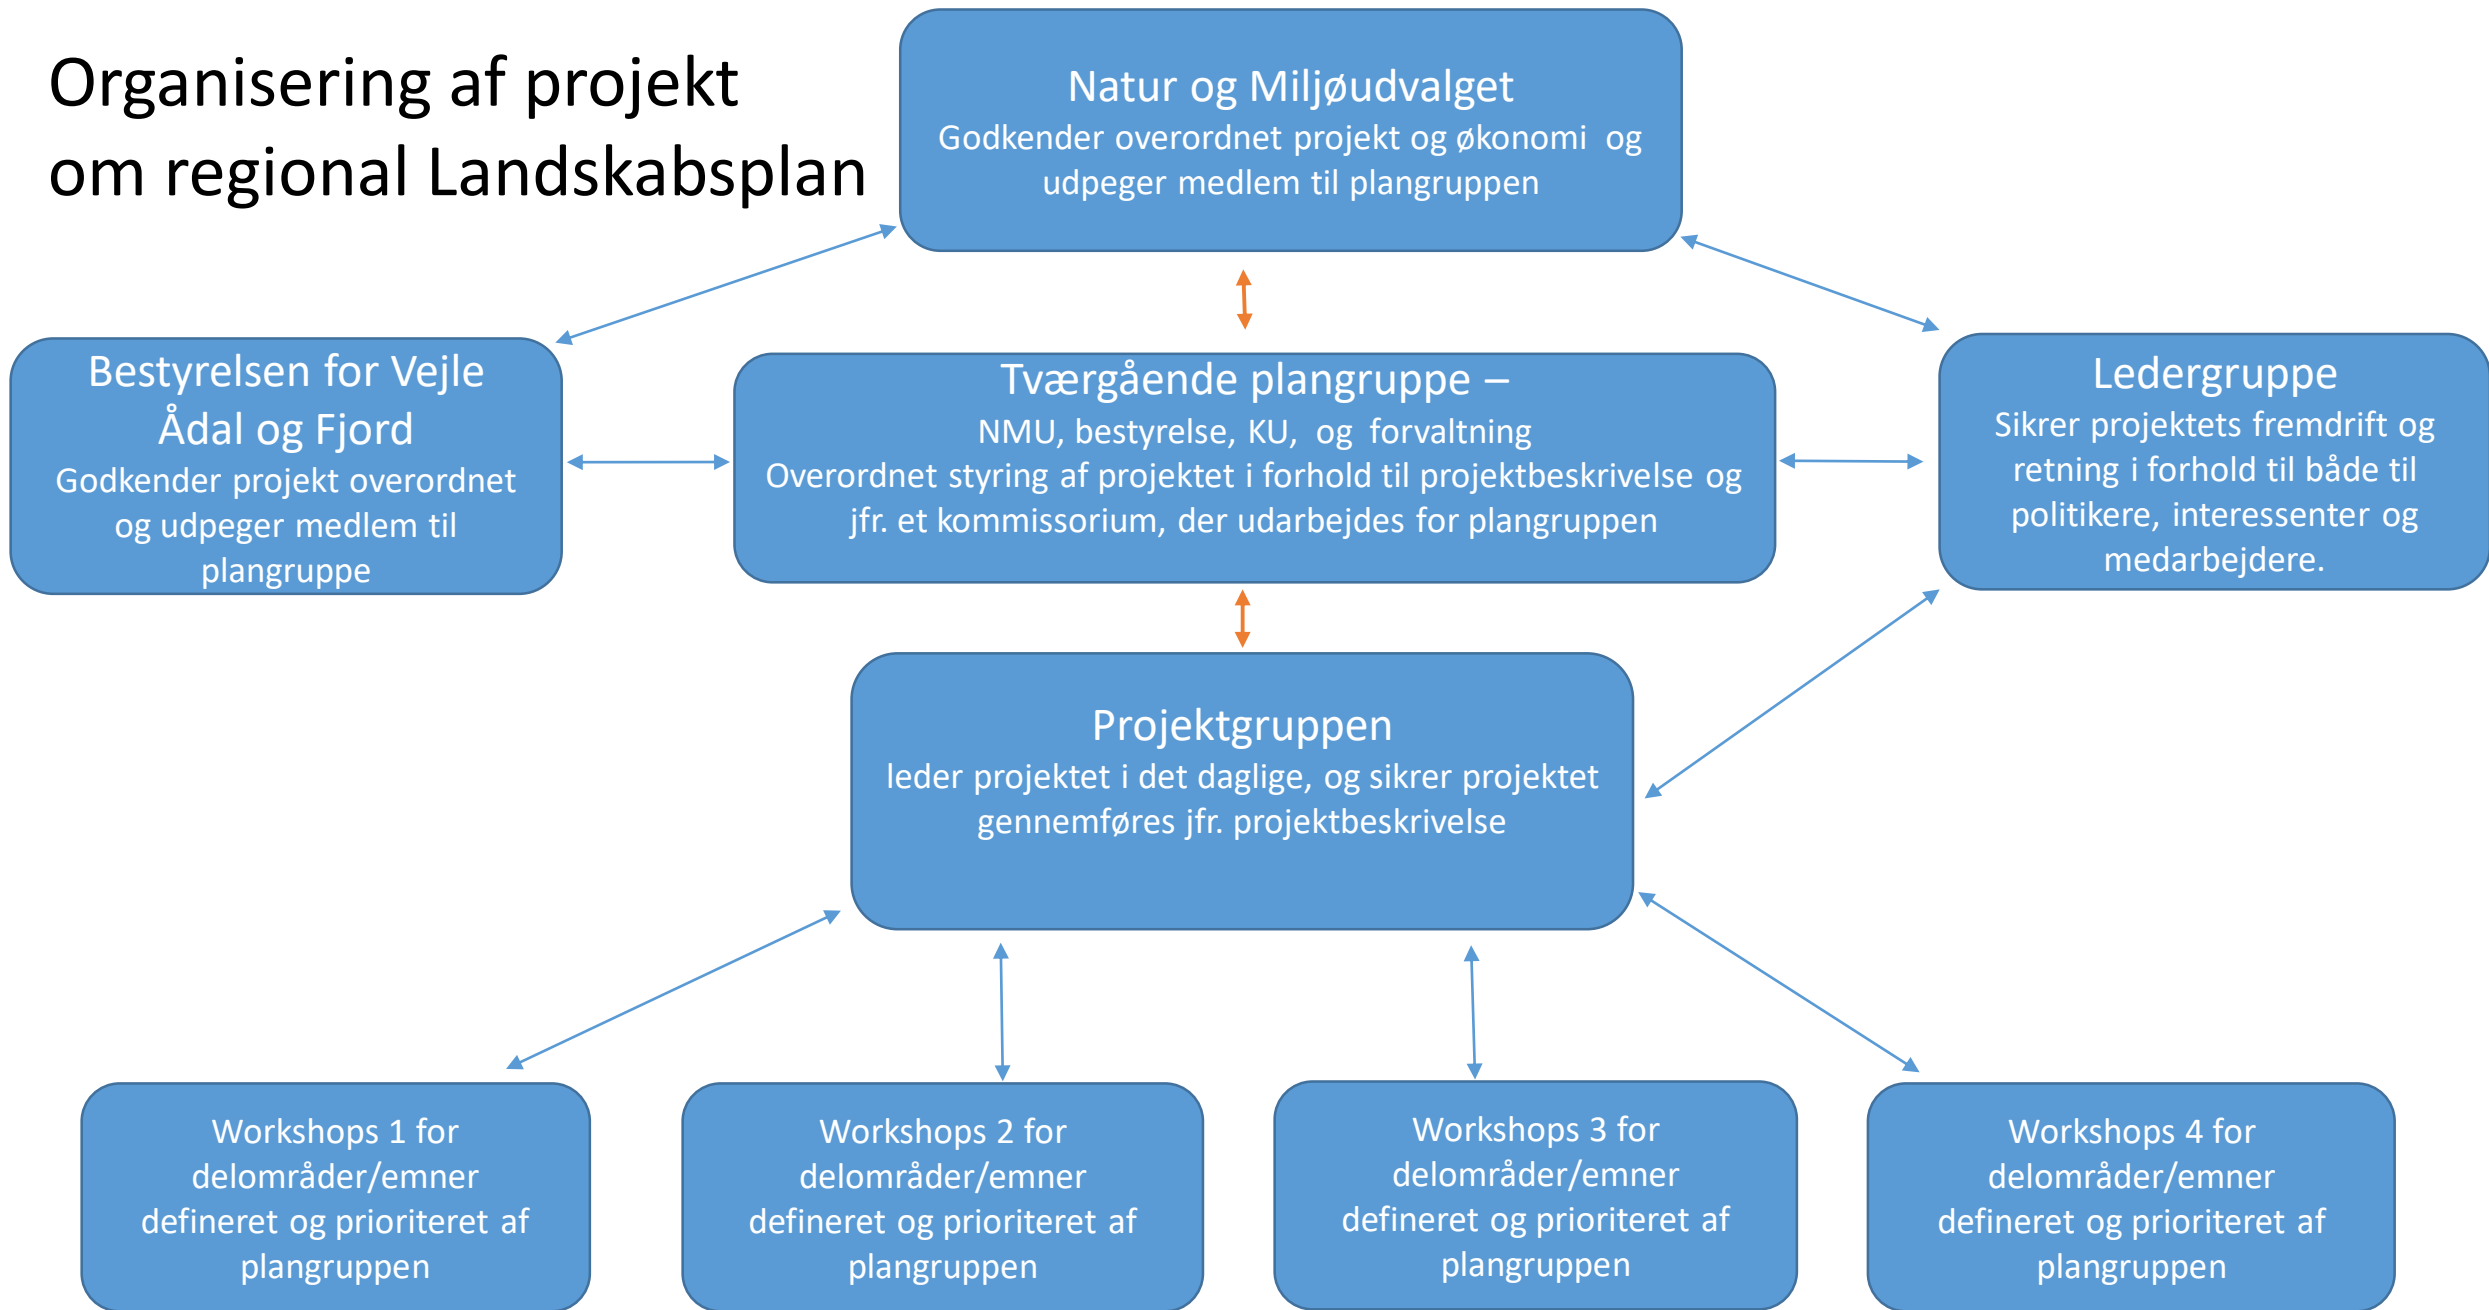 Organisering af projekt
om regional Landskabsplan
Natur og Miljøudvalget
Godkender overordnet projekt og økonomi og
udpeger medlem til plangruppen
Bestyrelsen for Vejle
Ådal og Fjord
Godkender projekt overordnet
og udpeger medlem til
plangruppe
Tværgående plangruppe –
NMU, bestyrelse, KU, og forvaltning
Overordnet styring af projektet i forhold til projektbeskrivelse og
jfr. et kommissorium, der udarbejdes for plangruppen
Ledergruppe
Sikrer projektets fremdrift og
retning i forhold til både til
politikere, interessenter og
medarbejdere.
Projektgruppen
leder projektet i det daglige, og sikrer projektet
gennemføres jfr. projektbeskrivelse
Workshops 1 for
delområder/emner
defineret og prioriteret af
plangruppen
Workshops 2 for
delområder/emner
defineret og prioriteret af
plangruppen
Workshops 3 for
delområder/emner
defineret og prioriteret af
plangruppen
Workshops 4 for
delområder/emner
defineret og prioriteret af
plangruppen